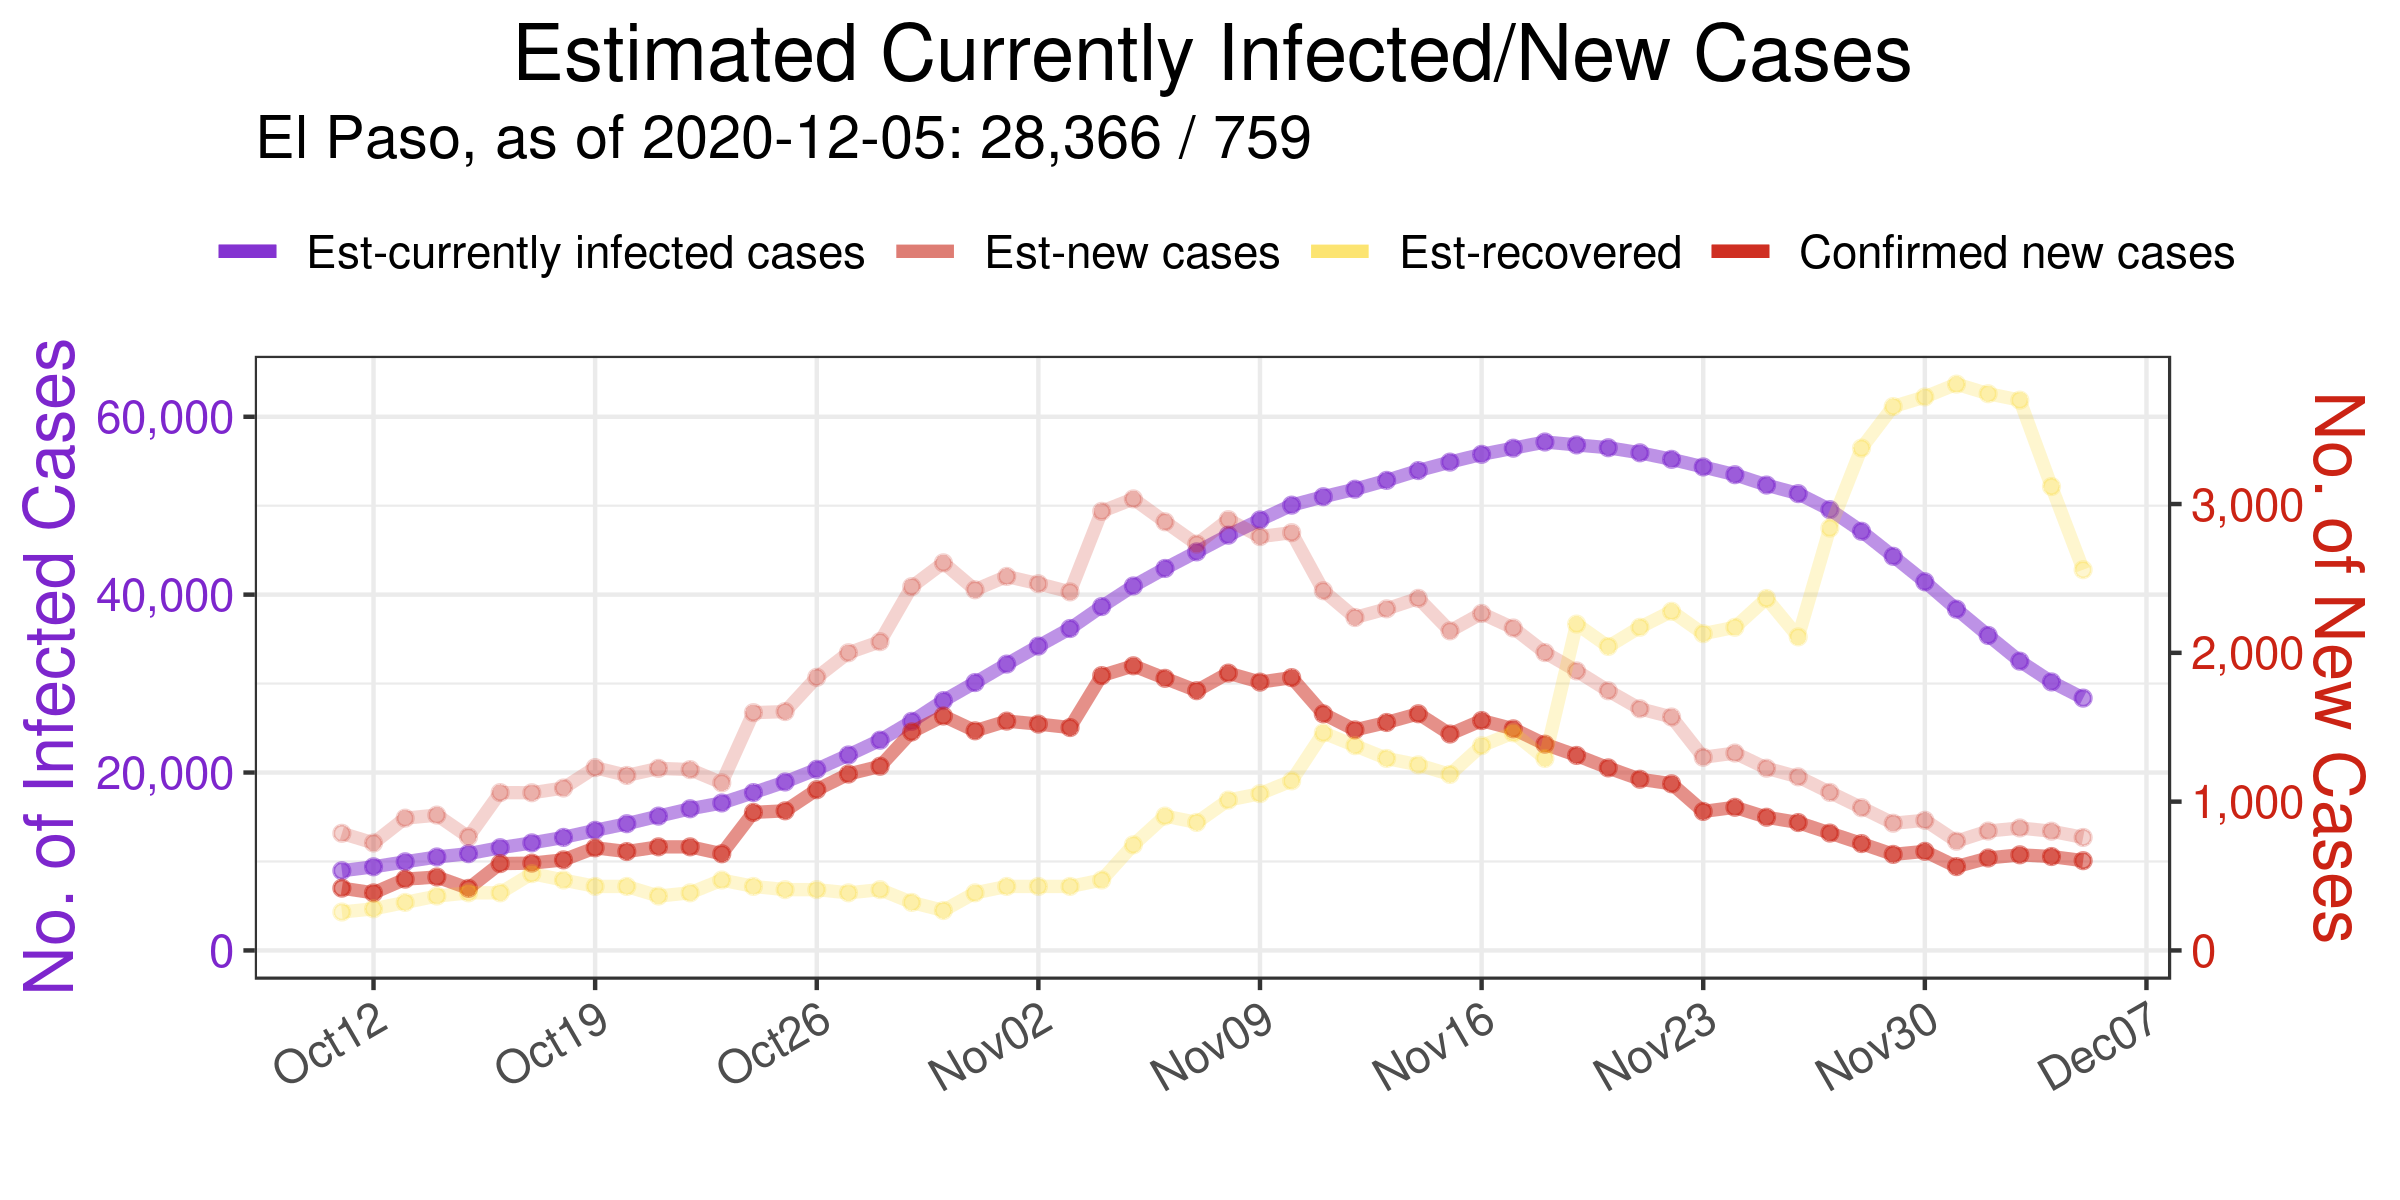 Estimated Currently Infected/New Cases
El Paso, as of 2020-12-05: 28,366 / 759
Est-currently infected cases Est-new cases Est-recovered Confirmed new cases
No. of Infected Cases
60,000
40,000
20,000
0
No. of New Cases
3,000
2,000
1,000
0
Oct12 Oct19 Oct26 Nov02 Nov09 Nov16 Nov23 Nov30 Dec07